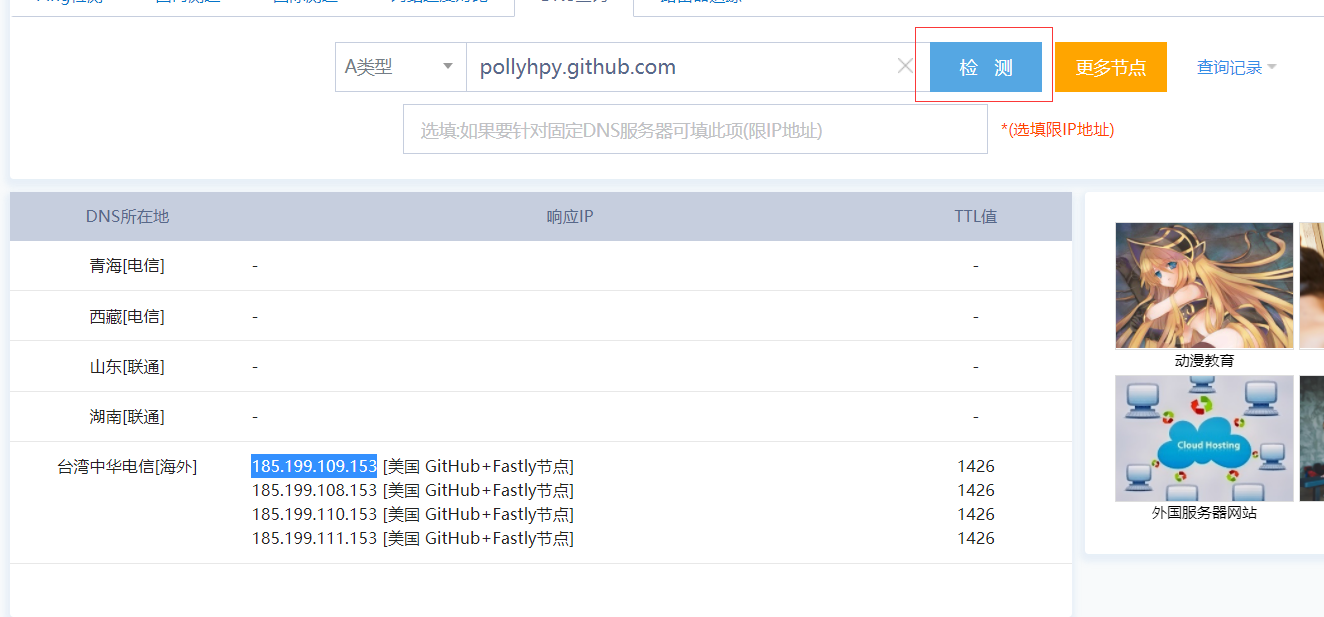 A类型
pollyhpy.github.com
检 测
更多节点
查询记录
选填:如果要针对固定DNS服务器可填此项(限IP地址)
*(选填限IP地址)
DNS所在地
响应IP
TTL值
青海[电信]
-
-
西藏[电信]
-
-
山东[联通]
-
-
湖南[联通]
-
-
台湾中华电信[海外]
185.199.109.153 [美国 GitHub+Fastly节点]
1426
185.199.108.153 [美国 GitHub+Fastly节点]
1426
185.199.110.153 [美国 GitHub+Fastly节点]
1426
185.199.111.153 [美国 GitHub+Fastly节点]
1426
动漫教育
Cloud Hosting
外国服务器网站